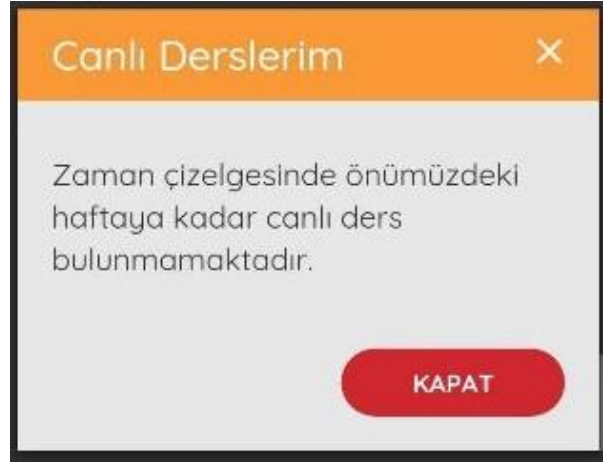 Canlı Derslerim
Zaman çizelgesinde önümüzdeki
haftaya kadar canlı ders
bulunmamaktadır.
KAPAT